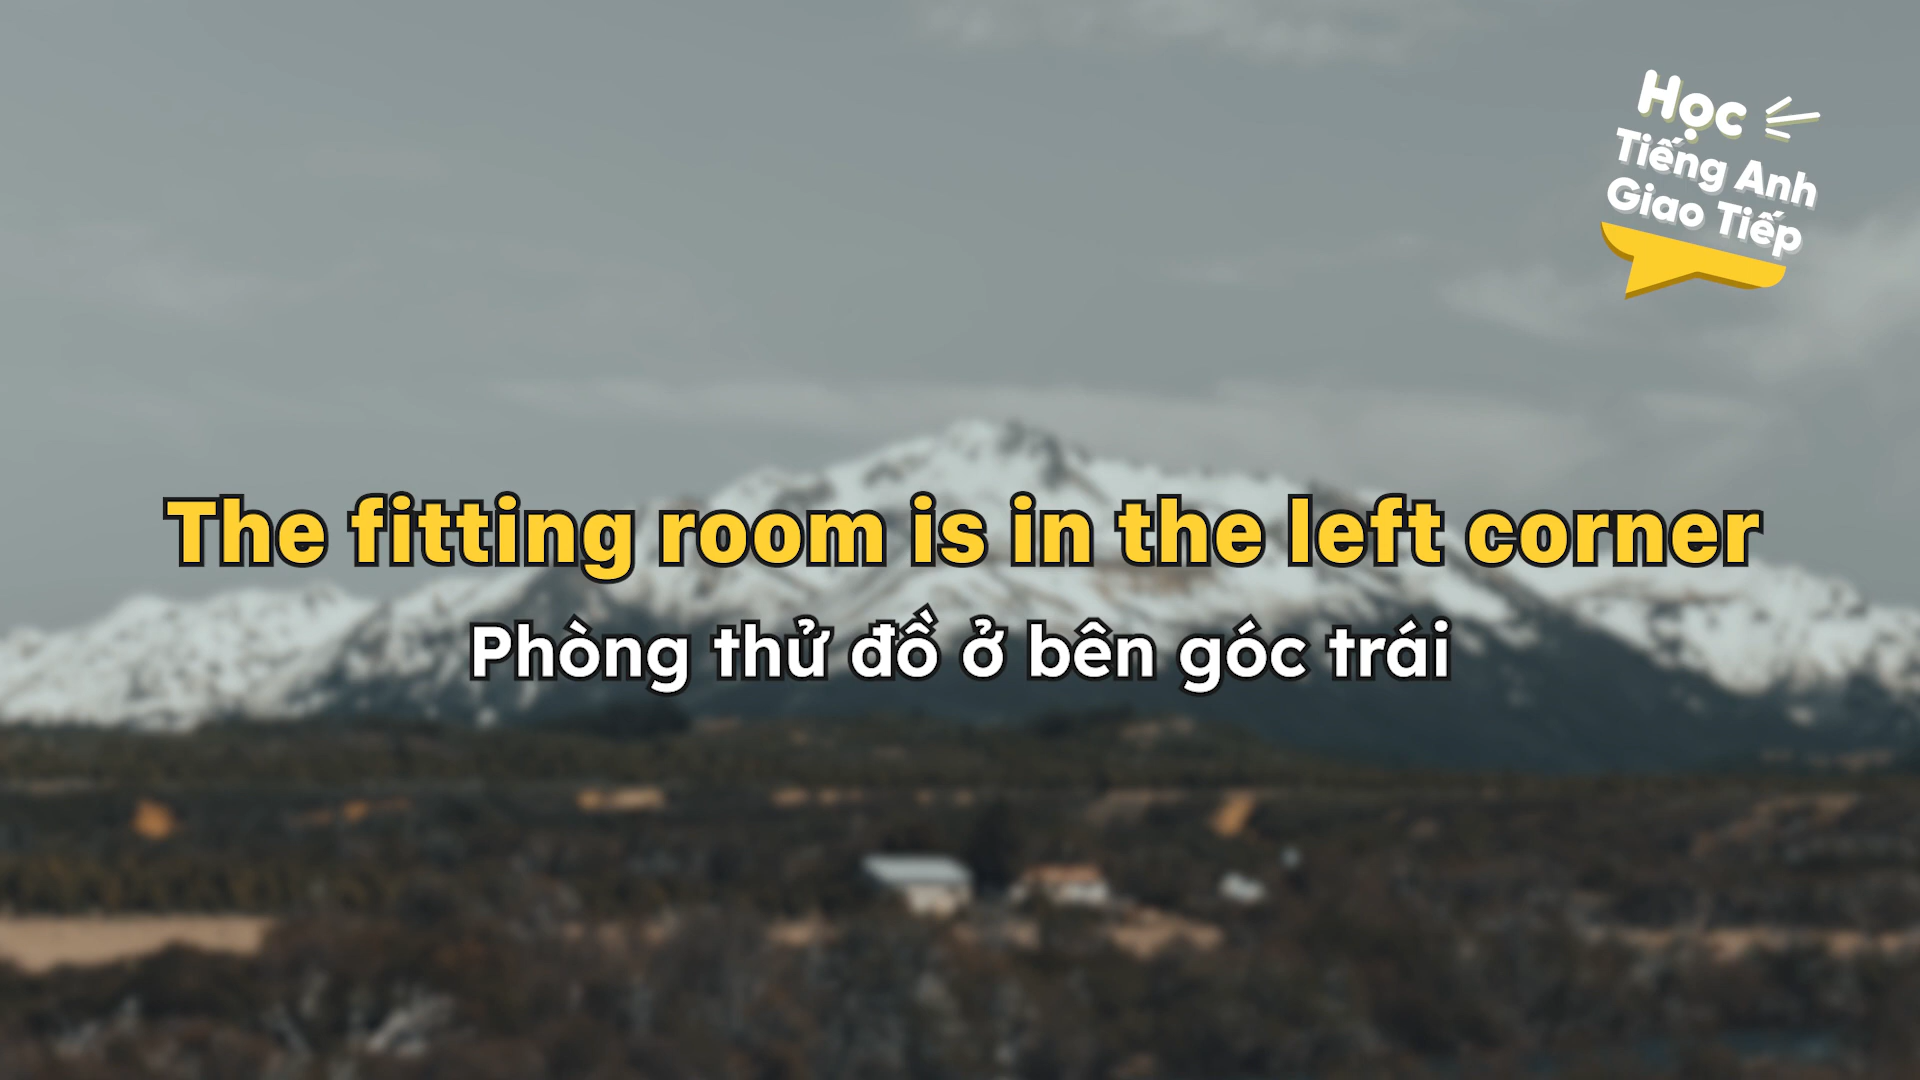 Học
Tiếng Anh
Giao Tiếp
The fitting room is in the left corner
Phòng thử đồ ở bên góc trái